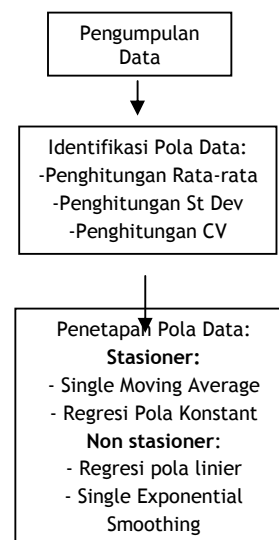 Pengumpulan
Data
Identifikasi Pola Data:
-Penghitungan Rata-rata
-Penghitungan St Dev
-Penghitungan CV
Penetapan Pola Data:
Stasioner:
- Single Moving Average
- Regresi Pola Konstant
Non stasioner:
- Regresi pola linier
- Single Exponential
Smoothing